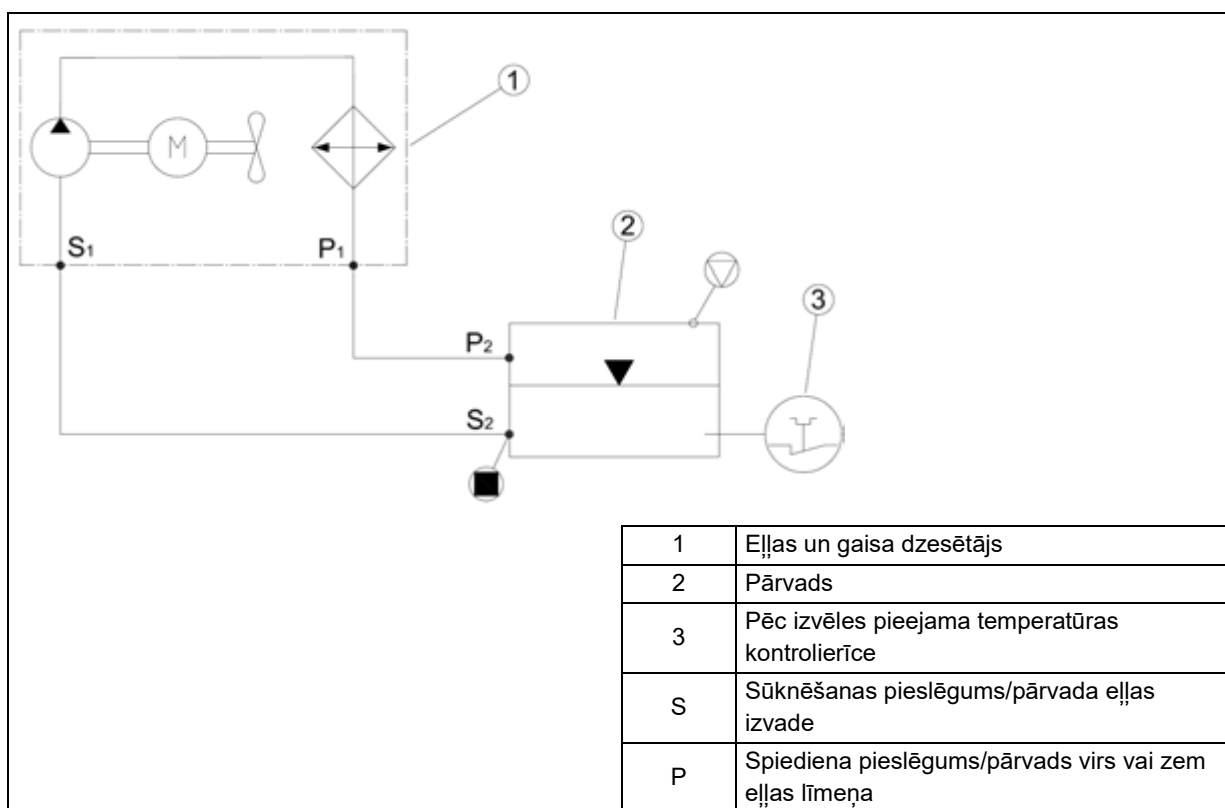 1
M
S1
P1
2
3
P2
S2
1 Eļļas un gaisa dzesētājs
2 Pārvads
3 Pēc izvēles pieejama temperatūras
kontrolierīce
S Sūknēšanas pieslēgums/pārvada eļļas
izvade
P Spiediena pieslēgums/pārvads virs vai zem
eļļas līmeņa